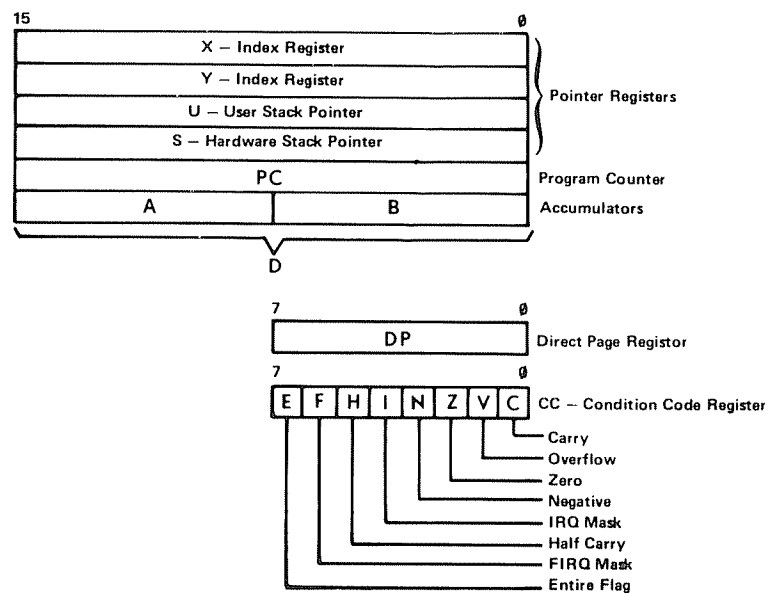 15 0
X – Index Register
Y – Index Register
U – User Stack Pointer
S – Hardware Stack Pointer
Pointer Registers
PC Program Counter
A B Accumulators
D
7 0
DP Direct Page Registor
7 0
E F H I N Z V C CC – Condition Code Register
Carry
Overflow
Zero
Negative
IRQ Mask
Half Carry
FIRQ Mask
Entire Flag